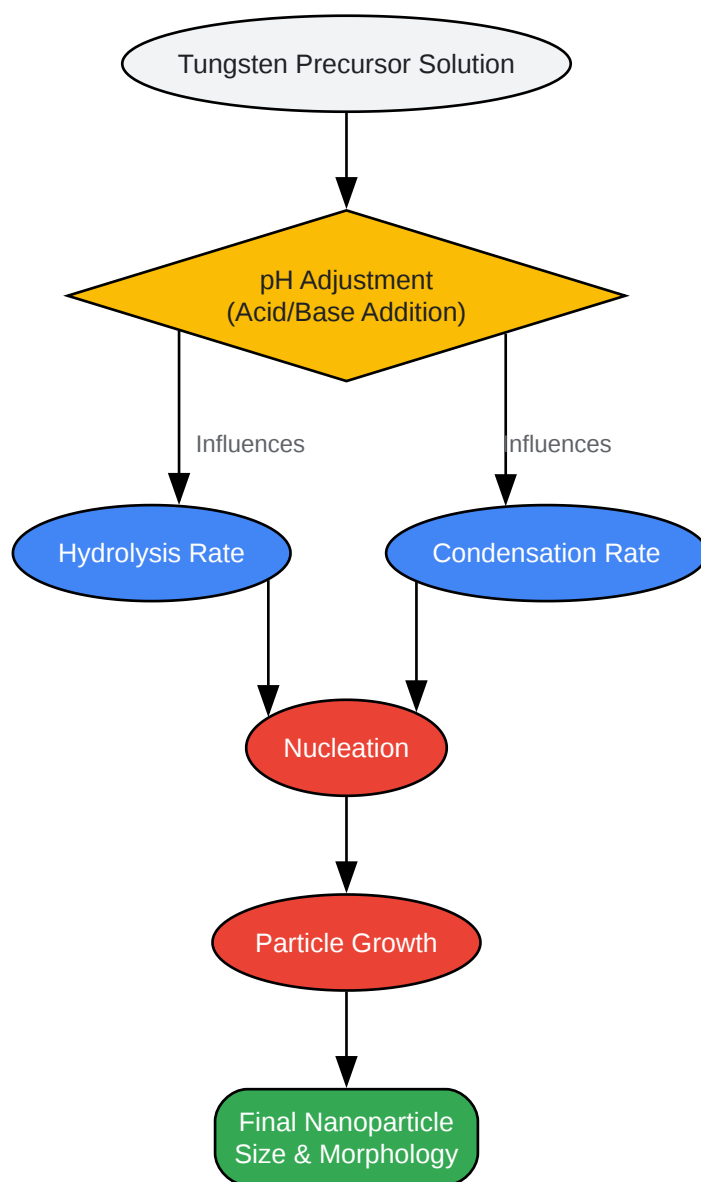 Tungsten Precursor Solution
pH Adjustment
(Acid/Base Addition)
Influences
Influences
Hydrolysis Rate
Condensation Rate
Nucleation
Particle Growth
Final Nanoparticle
Size & Morphology